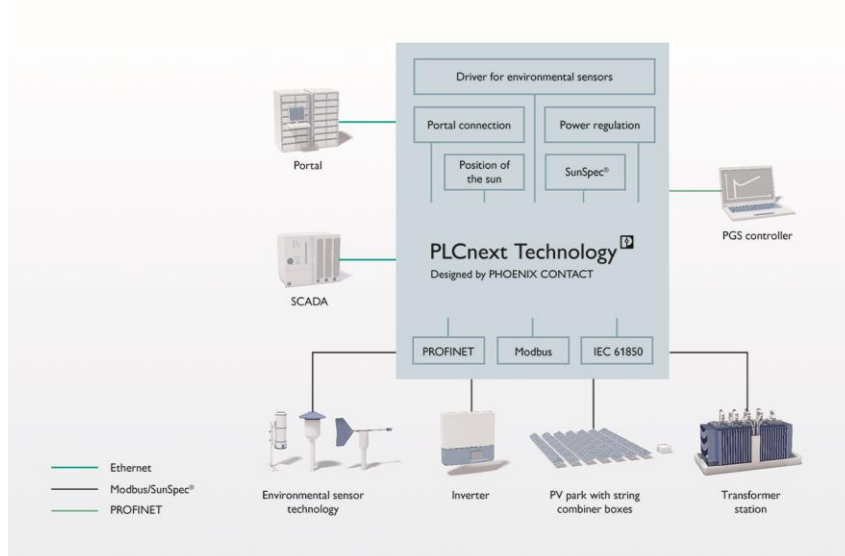 Driver for environmental sensors
Portal connection
Power regulation
Position of
the sun
SunSpec®
Portal
PGS controller
PLCnext Technology
Designed by PHOENIX CONTACT
SCADA
PROFINET
Modbus
IEC 61850
Ethernet
Modbus/SunSpec®
PROFINET
Environmental sensor
technology
Inverter
PV park with string
combiner boxes
Transformer
station